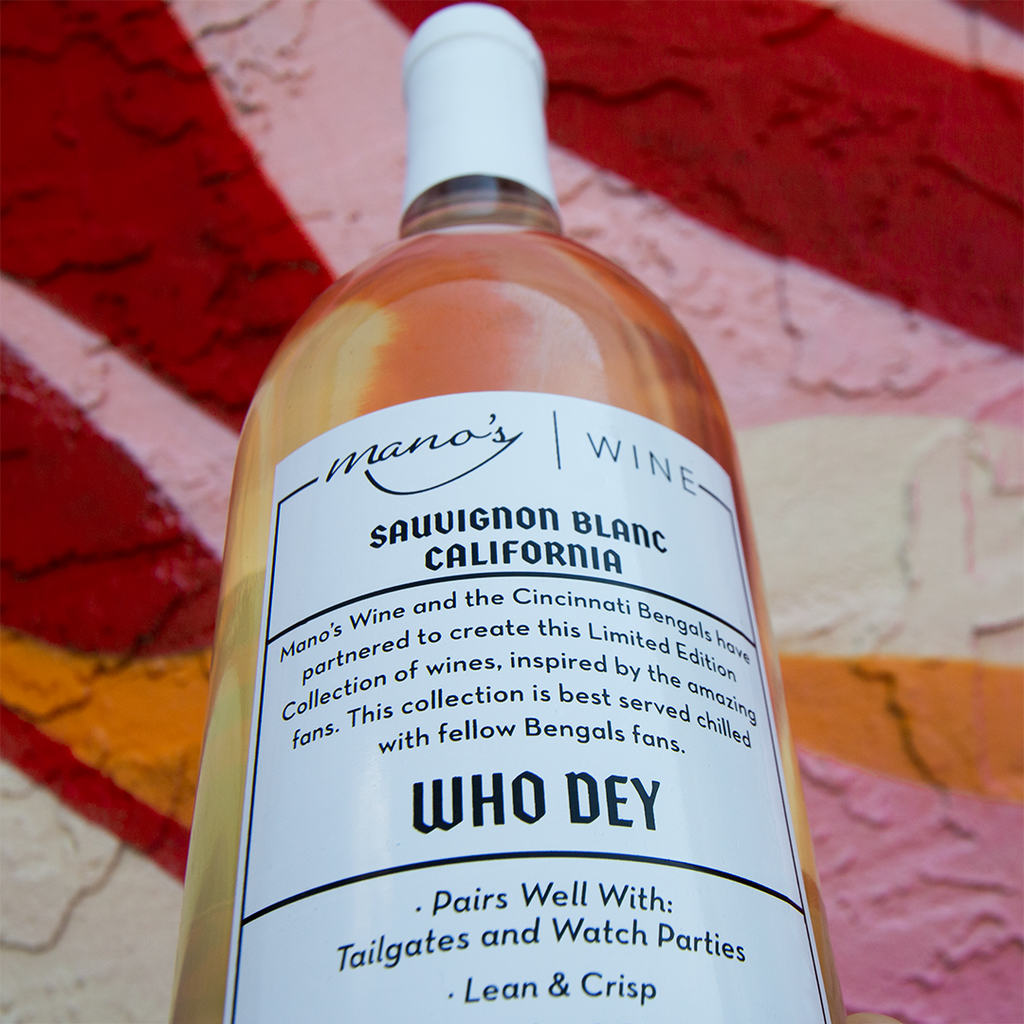 mano's | WINE
SAUVIGNON BLANC
CALIFORNIA
Mano's Wine and the Cincinnati Bengals have
partnered to create this Limited Edition
Collection of wines, inspired by the amazing
fans. This collection is best served chilled
with fellow Bengals fans.
WHO DEY
· Pairs Well With:
Tailgates and Watch Parties
· Lean & Crisp